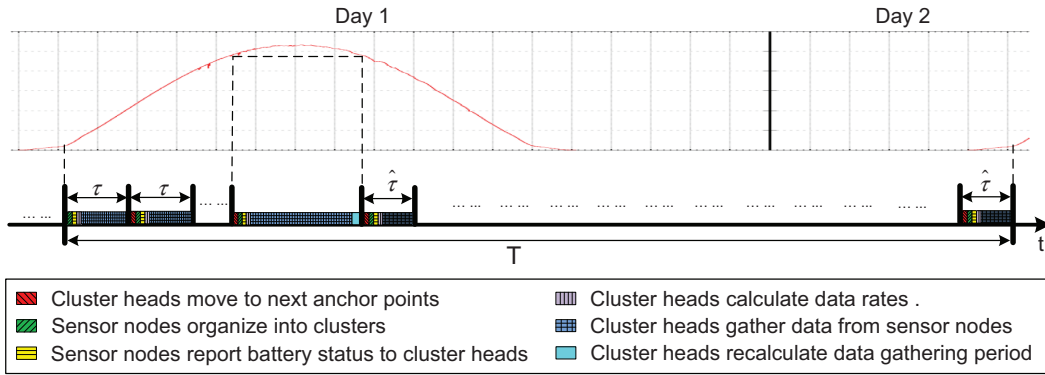 Day 1 Day 2
τ τ τ̂ τ̂
... ... ... ... ... ... ... ... ... ... ... ... ... ... ... ... ... ... ... ...
T t
Cluster heads move to next anchor points
Sensor nodes organize into clusters
Sensor nodes report battery status to cluster heads
Cluster heads calculate data rates .
Cluster heads gather data from sensor nodes
Cluster heads recalculate data gathering period